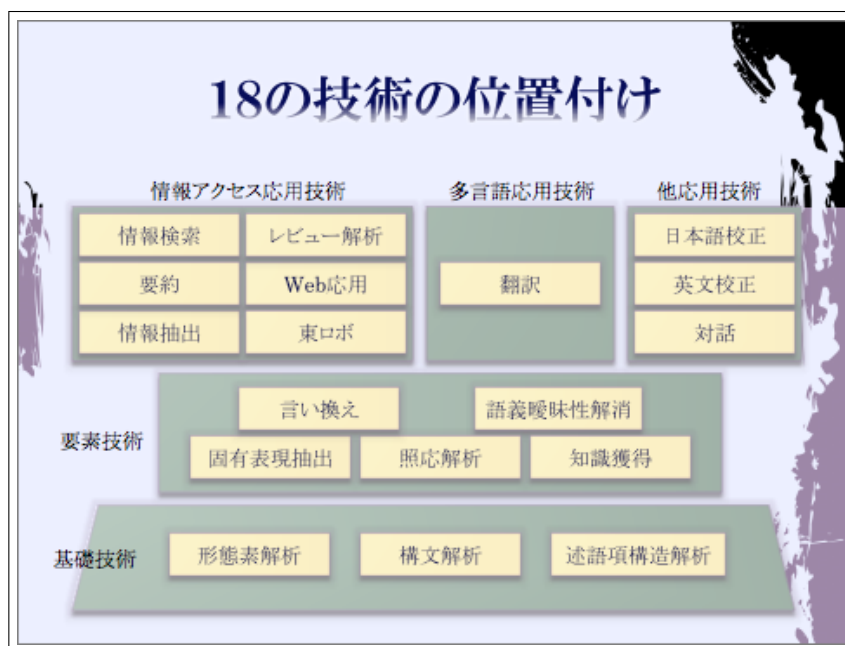 18の技術の位置付け
情報アクセス応用技術
多言語応用技術
他応用技術
情報検索
レビュー解析
要約
Web応用
情報抽出
東ロボ
翻訳
日本語校正
英文校正
対話
要素技術
言い換え
語義曖昧性解消
固有表現抽出
照応解析
知識獲得
基礎技術
形態素解析
構文解析
述語項構造解析